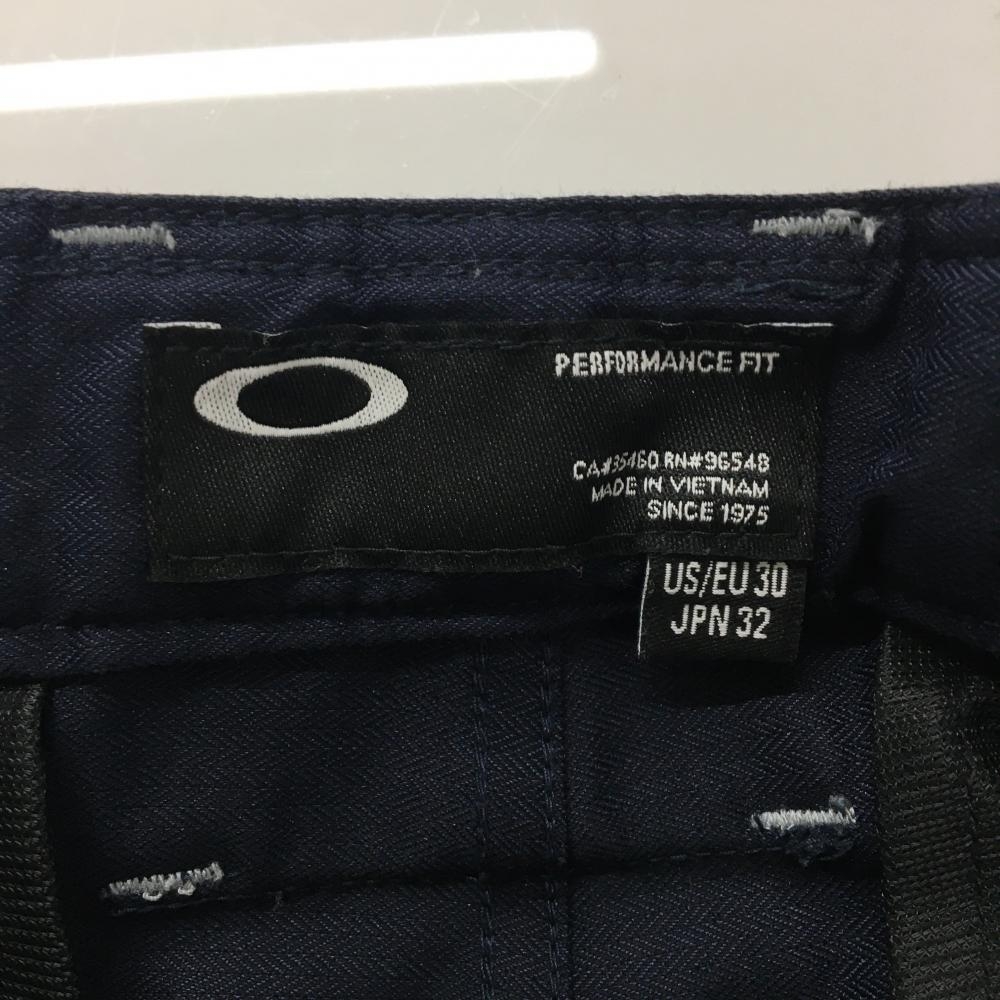 PERFORMANCE FIT
CA#35460 RN#96548
MADE IN VIETNAM
SINCE 1975
US/EU 30
JPN 32